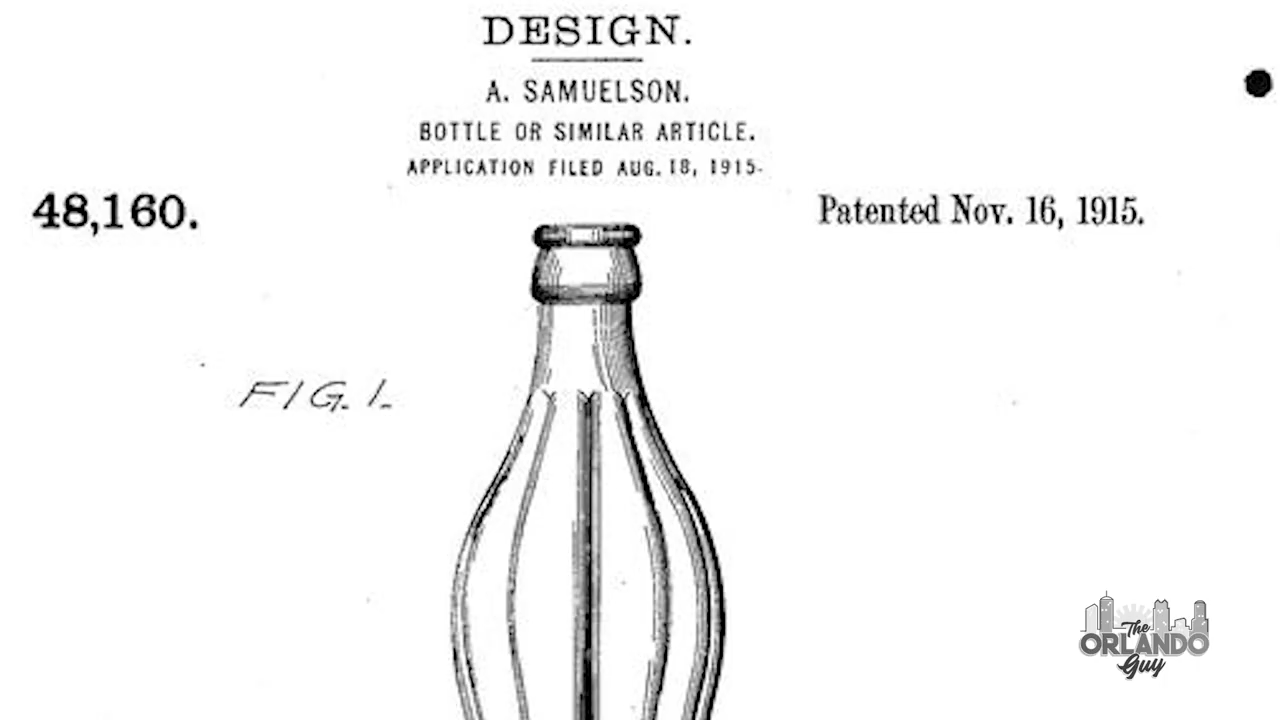 DESIGN.
A. SAMUELSON.
BOTTLE OR SIMILAR ARTICLE.
APPLICATION FILED AUG. 18, 1915.
48,160.
Patented Nov. 16, 1915.
FIG. 1.
The
ORLANDO
Guy